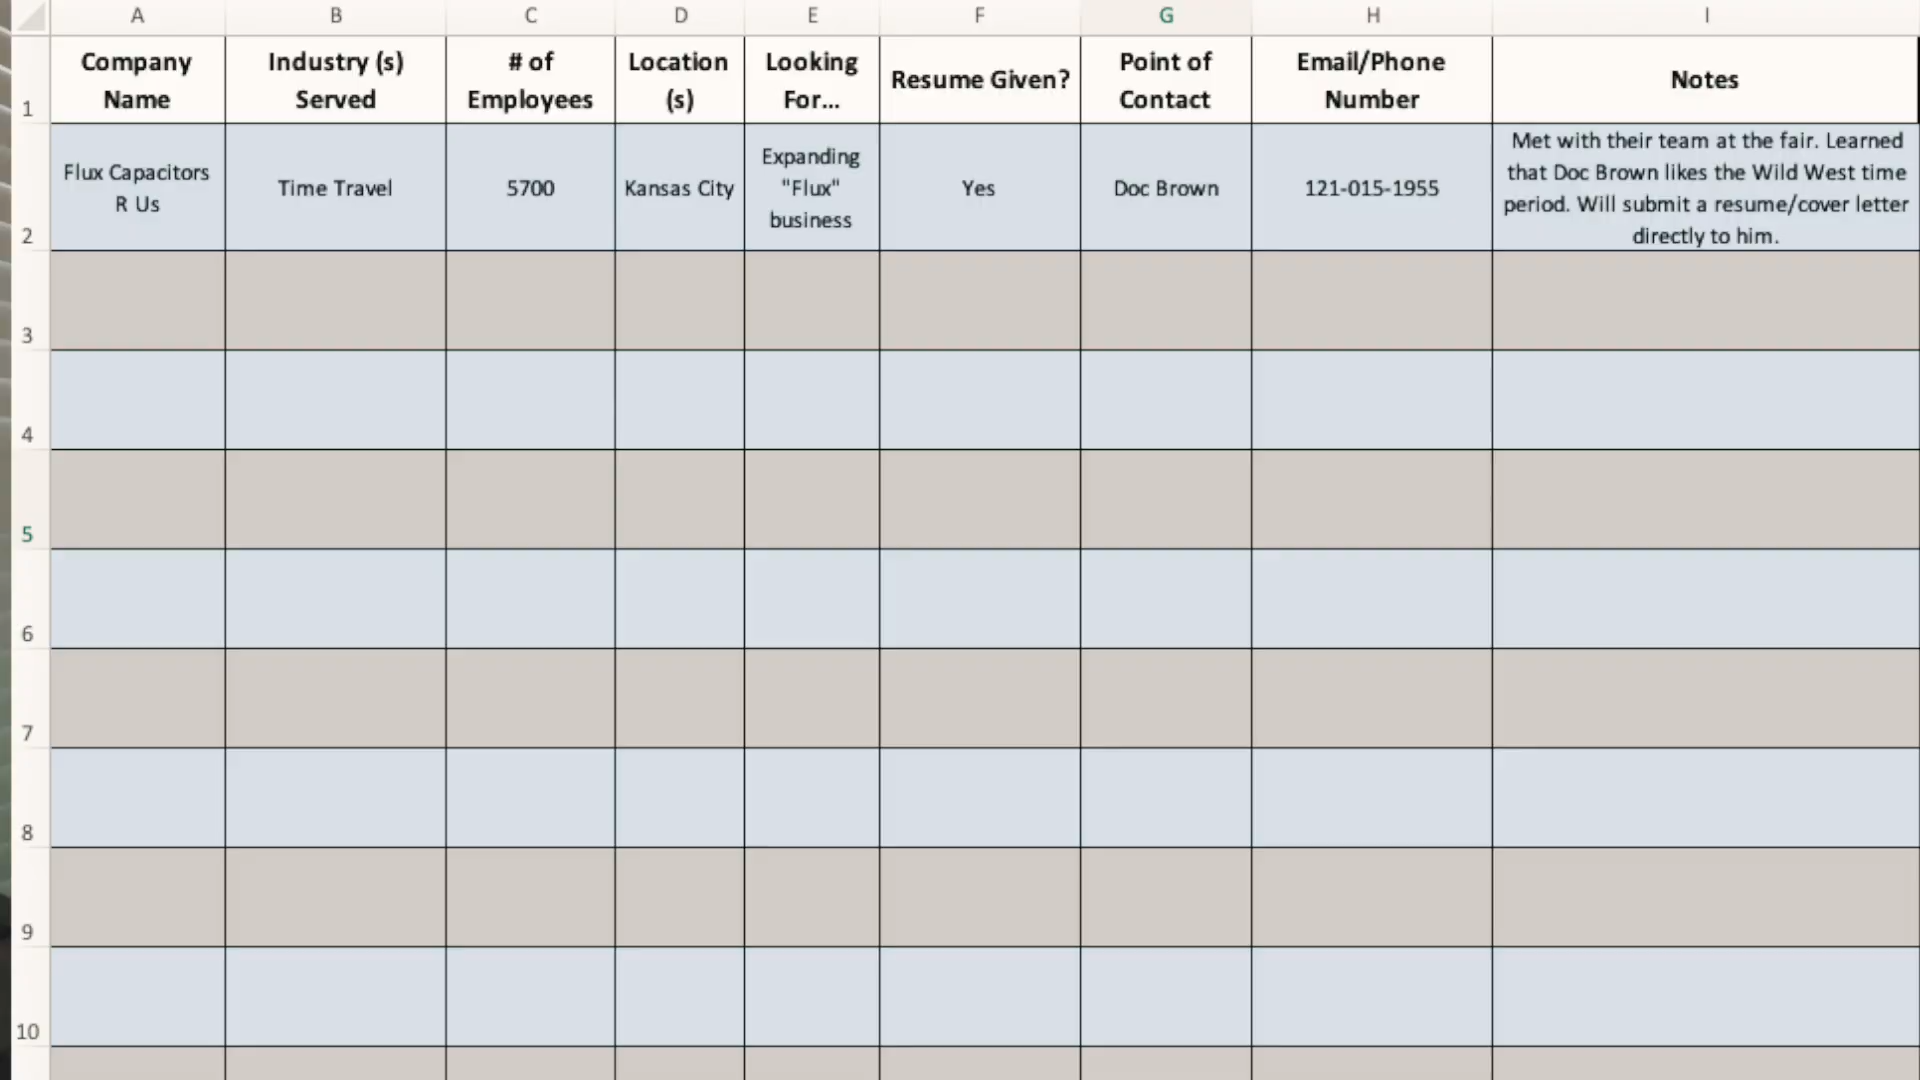 A B C D E F G H I
1
Company Name
Industry (s) Served
# of Employees
Location (s)
Looking For...
Resume Given?
Point of Contact
Email/Phone Number
Notes
2
Flux Capacitors
R Us
Time Travel
5700
Kansas City
Expanding
"Flux"
business
Yes
Doc Brown
121-015-1955
Met with their team at the fair. Learned
that Doc Brown likes the Wild West time
period. Will submit a resume/cover letter
directly to him.
3
4
5
6
7
8
9
10